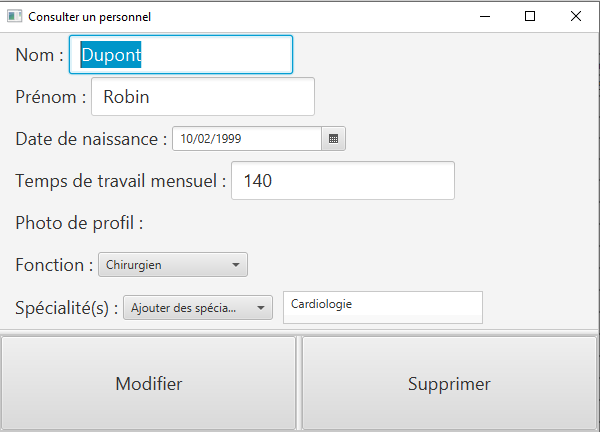 Consulter un personnel
Nom : Dupont
Prénom : Robin
Date de naissance : 10/02/1999
Temps de travail mensuel : 140
Photo de profil :
Fonction : Chirurgien
Spécialité(s) : Ajouter des spécia... Cardiologie
Modifier Supprimer